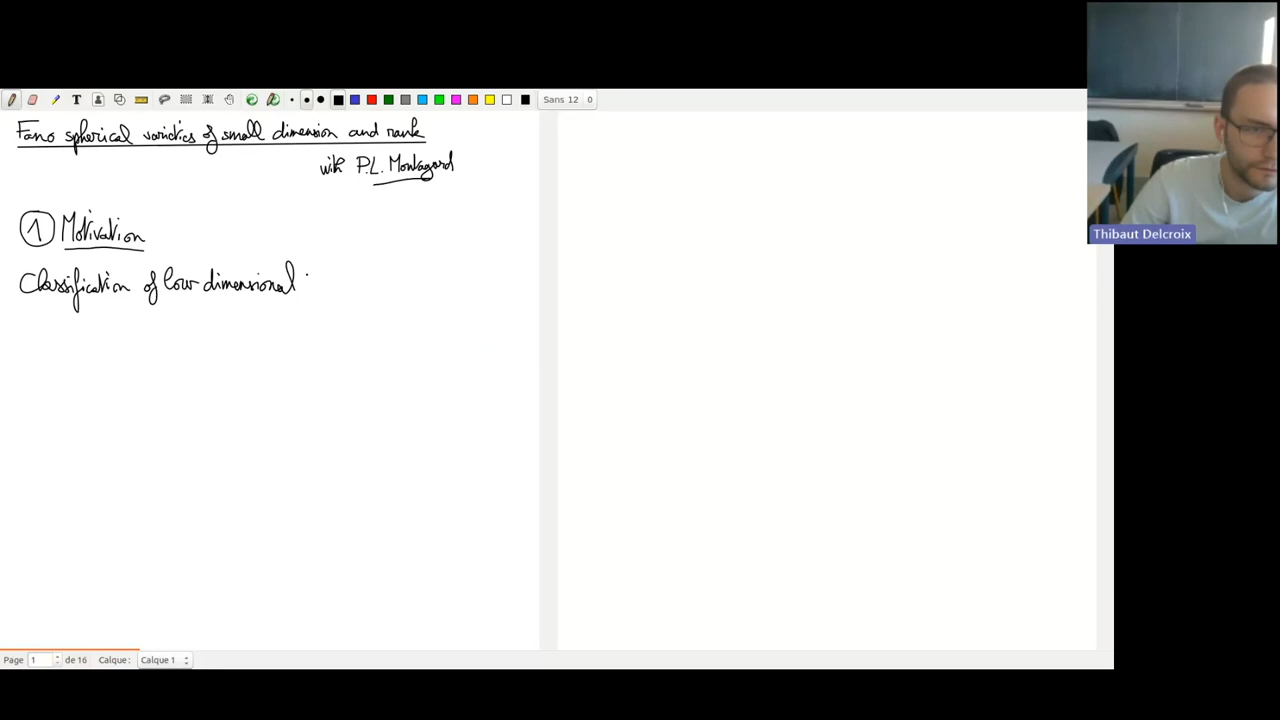 T
Sans 12
0
Fano spherical varieties of small dimension and rank
with P.L. Montagard
1 Motivation
Classification of low dimensional
Thibaut Delcroix
Page 1 de 16 Calque : Calque 1